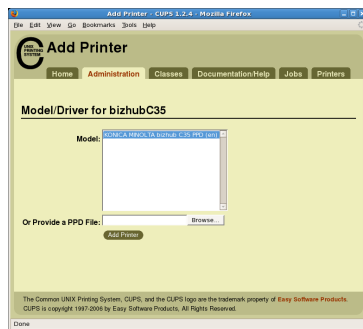 Add Printer - CUPS 1.2.4 - Mozilla Firefox
File Edit View Go Bookmarks Tools Help
UNIX PRINTING SYSTEM
Add Printer
Home Administration Classes Documentation/Help Jobs Printers
Model/Driver for bizhubC35
Model: KONICA MINOLTA bizhub C35 PPD (en)
Or Provide a PPD File: Browse...
Add Printer
The Common UNIX Printing System, CUPS, and the CUPS logo are the trademark property of Easy Software Products.
CUPS is copyright 1997-2006 by Easy Software Products, All Rights Reserved.
Done